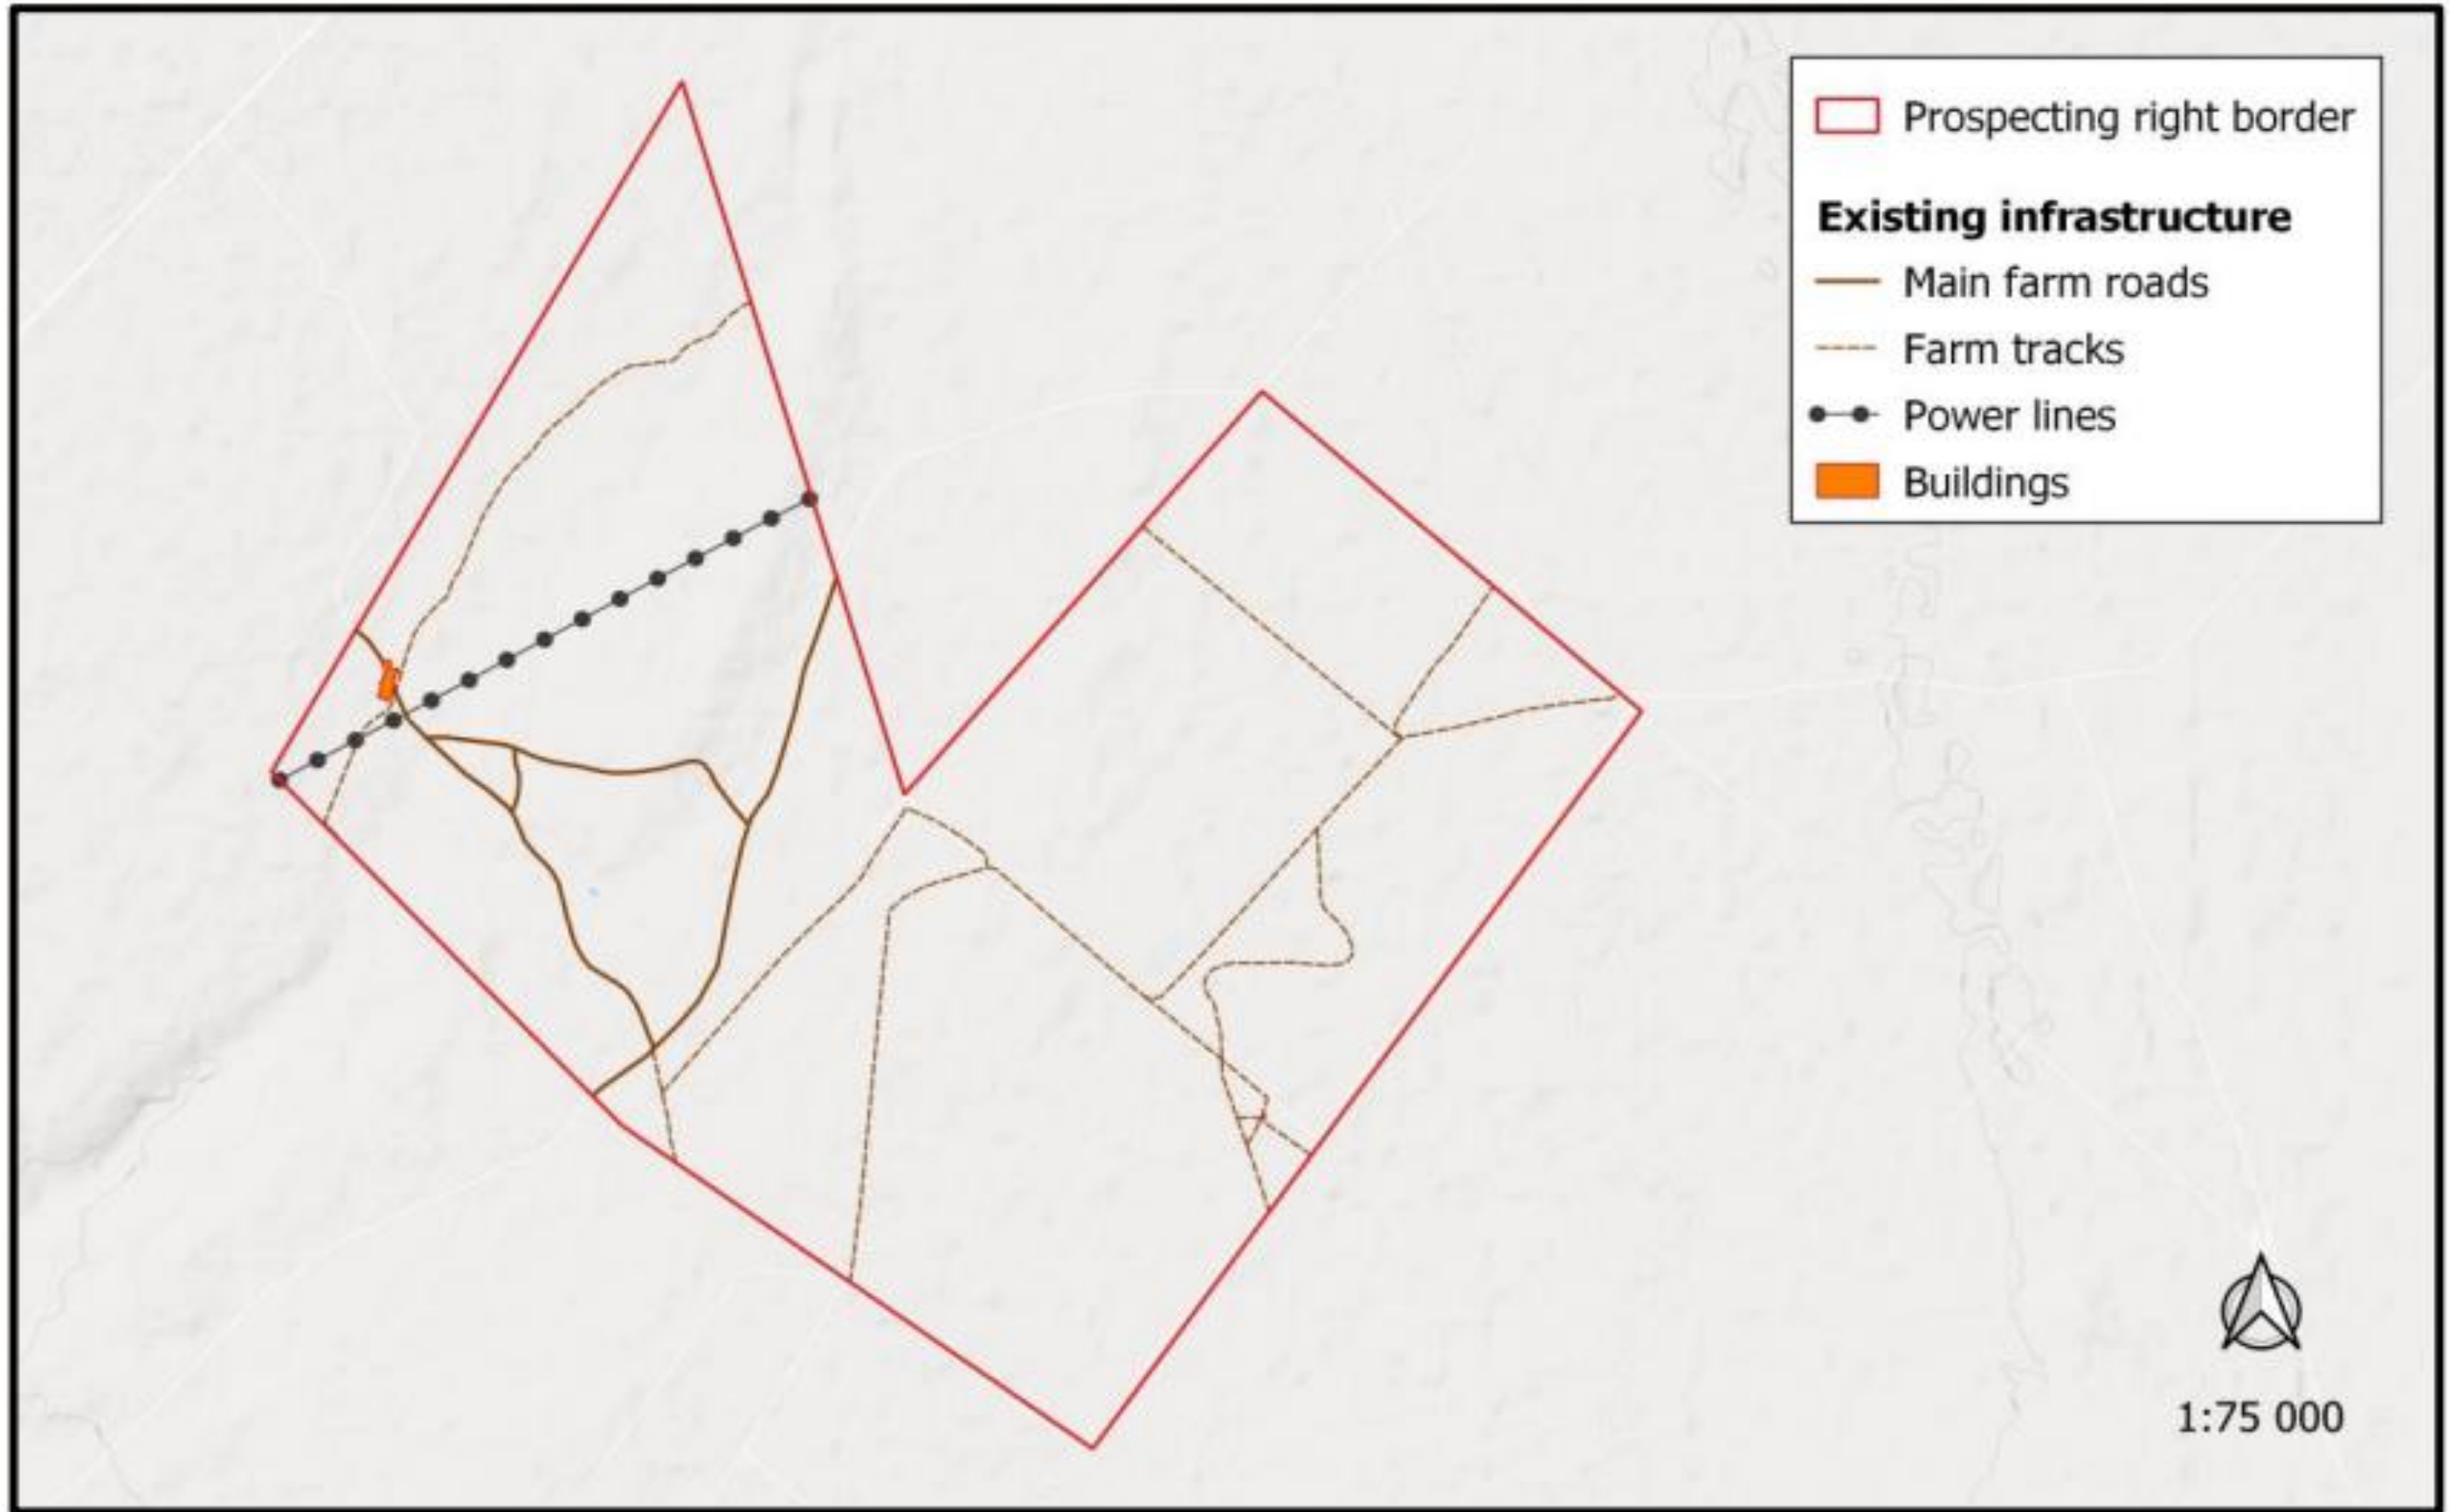 Prospecting right border
Existing infrastructure
Main farm roads
Farm tracks
Power lines
Buildings
1:75 000